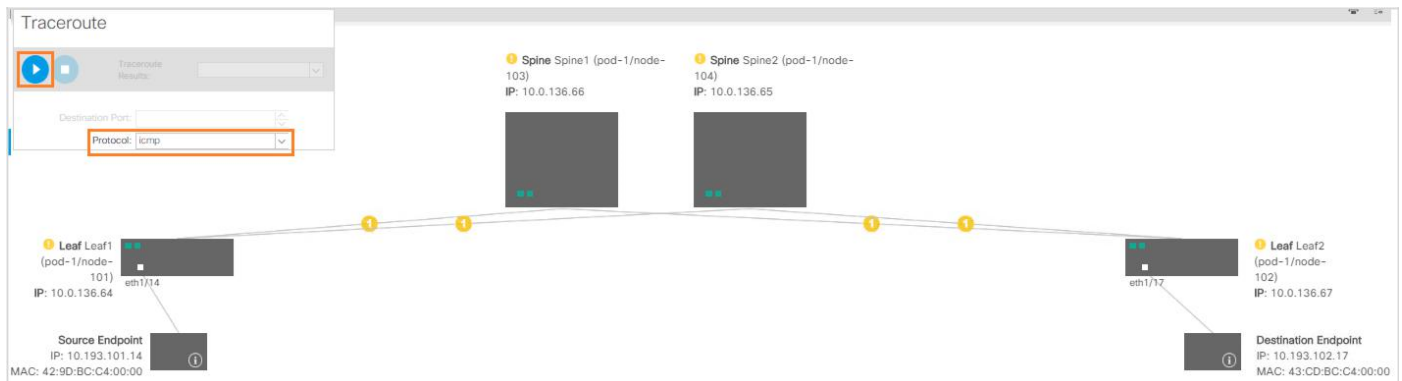 Traceroute
Traceroute
Results:
Destination Port:
Protocol: icmp
Spine Spine1 (pod-1/node-
103)
IP: 10.0.136.66
Spine Spine2 (pod-1/node-
104)
IP: 10.0.136.65
1
1
1
1
Leaf Leaf1
(pod-1/node-
101)
IP: 10.0.136.64
eth1/14
eth1/17
Leaf Leaf2
(pod-1/node-
102)
IP: 10.0.136.67
Source Endpoint
IP: 10.193.101.14
MAC: 42:9D:BC:C4:00:00
Destination Endpoint
IP: 10.193.102.17
MAC: 43:CD:BC:C4:00:00